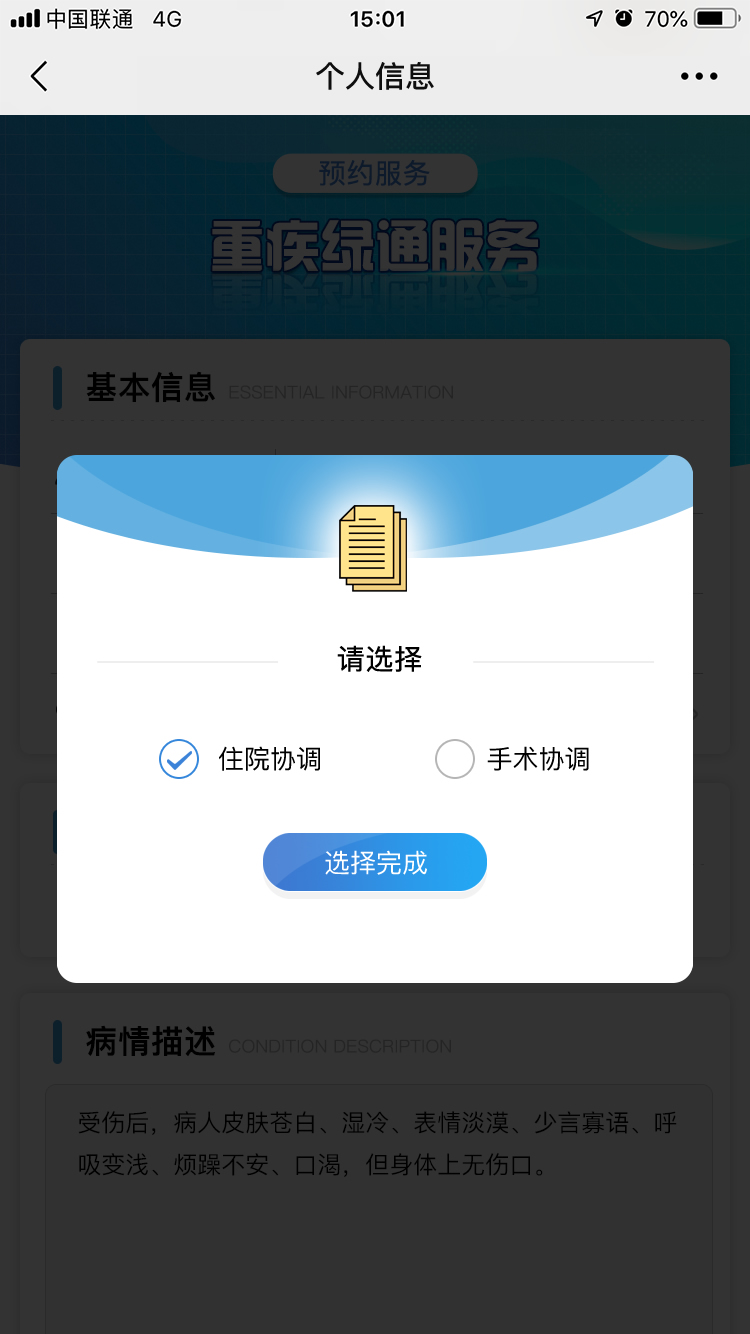 中国联通 4G 15:01 70%
个人信息
预约服务
重疾绿通服务
基本信息 ESSENTIAL INFORMATION
请选择
住院协调 手术协调
选择完成
病情描述 CONDITION DESCRIPTION
受伤后，病人皮肤苍白、湿冷、表情淡漠、少言寡语、呼
吸变浅、烦躁不安、口渴，但身体上无伤口。